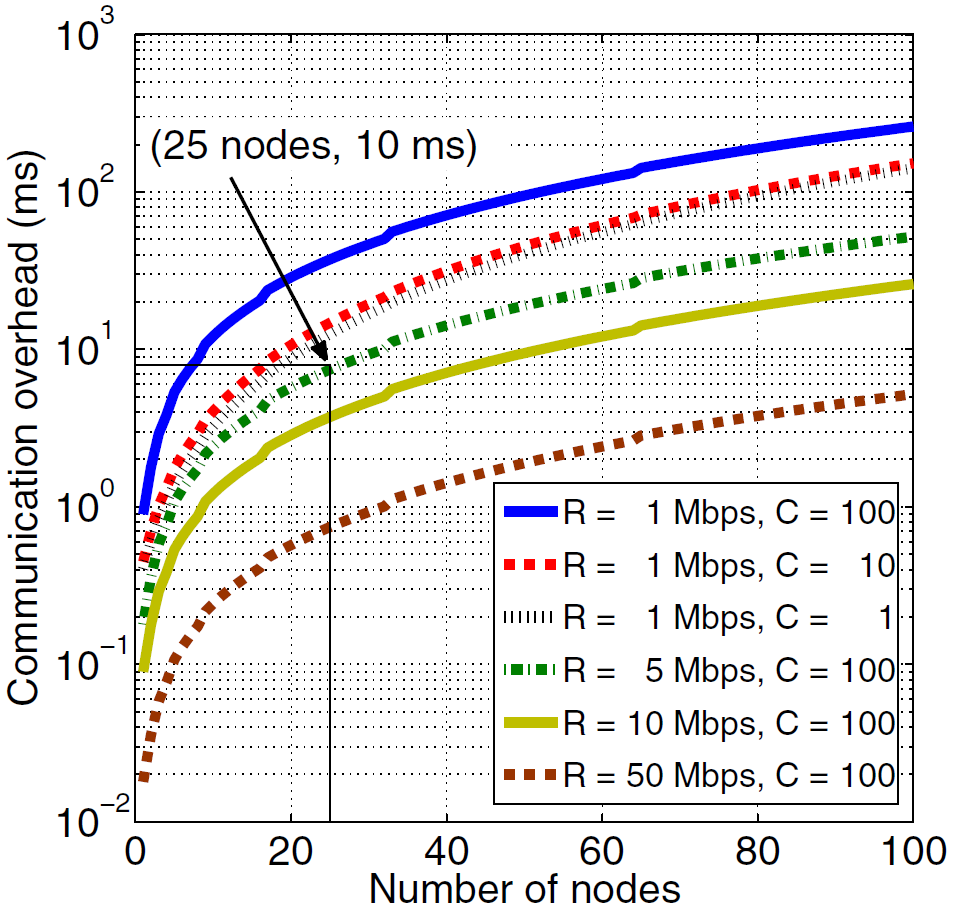 10^3
10^2
10^1
10^0
10^-1
10^-2
Communication overhead (ms)
(25 nodes, 10 ms)
R = 1 Mbps, C = 100
R = 1 Mbps, C = 10
R = 1 Mbps, C = 1
R = 5 Mbps, C = 100
R = 10 Mbps, C = 100
R = 50 Mbps, C = 100
0 20 40 60 80 100
Number of nodes